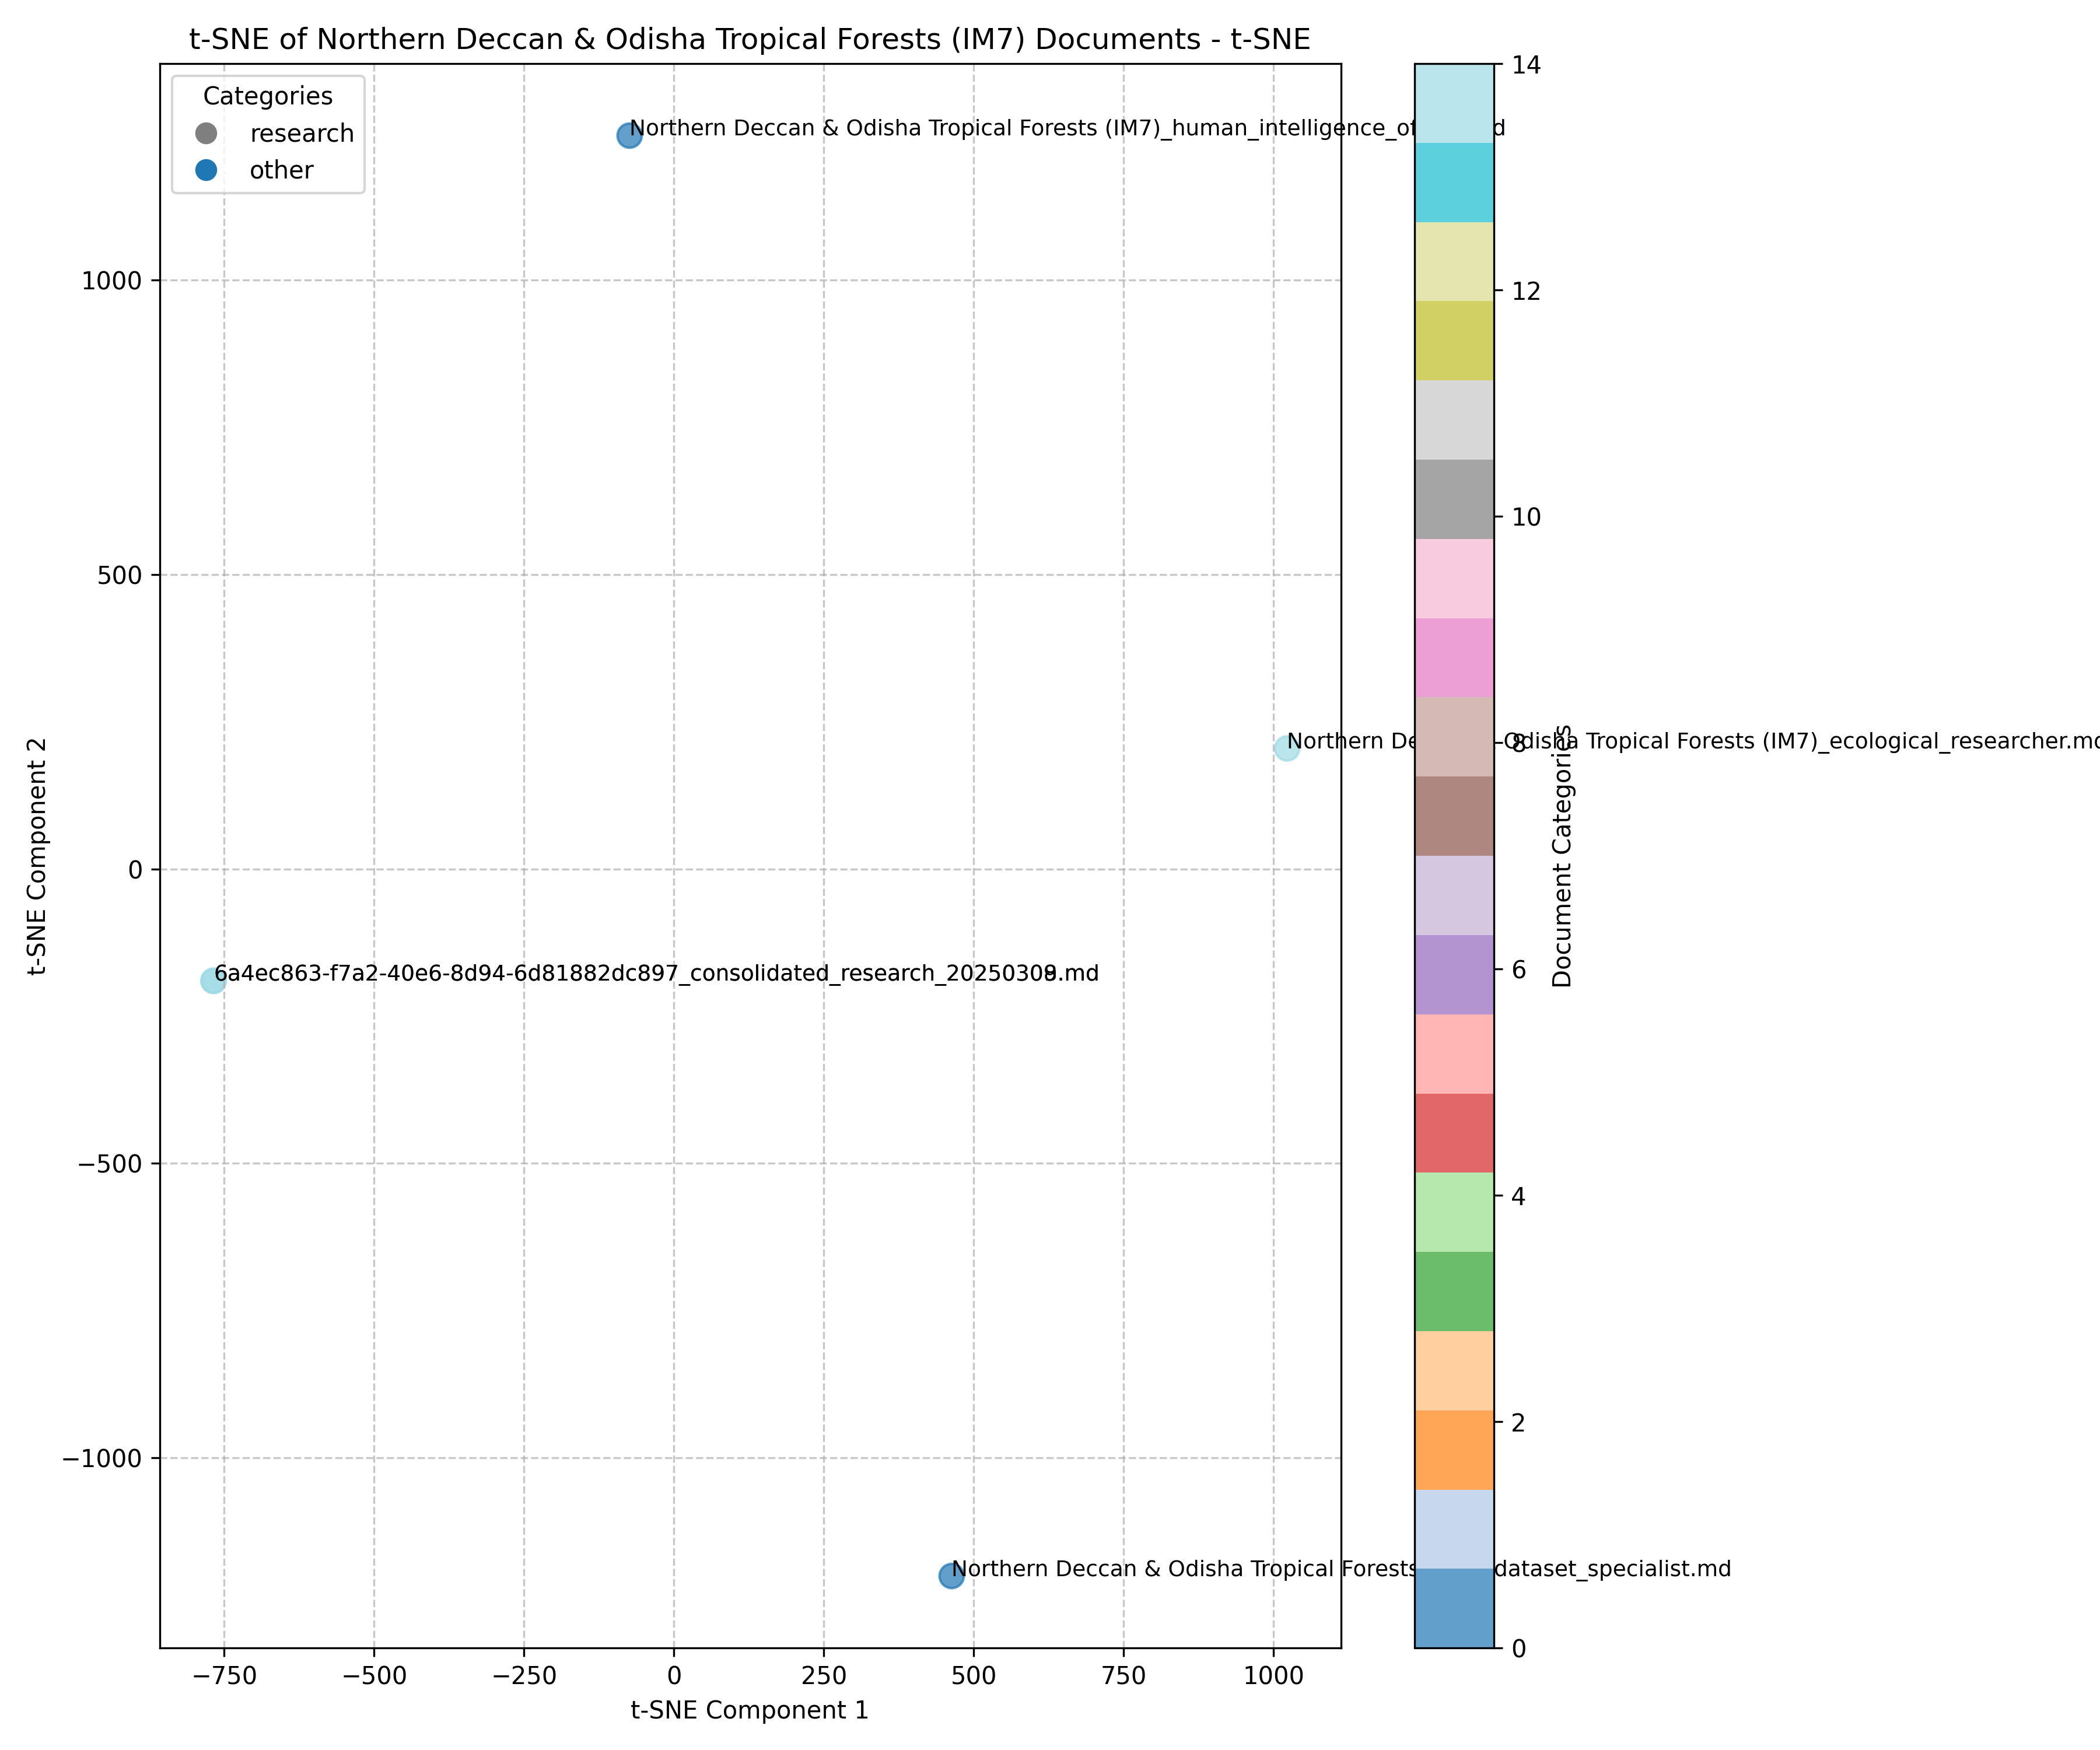 t-SNE of Northern Deccan & Odisha Tropical Forests (IM7) Documents - t-SNE
Categories
research
other
Northern Deccan & Odisha Tropical Forests (IM7)_human_intelligence_of d
Northern De Odisha Tropical Forests (IM7)_ecological_researcher.md
6a4ec863-f7a2-40e6-8d94-6d81882dc897_consolidated_research_2025030 .md
Northern Deccan & Odisha Tropical Forests dataset_specialist.md
1000
500
0
−500
−1000
t-SNE Component 2
−750
−500
−250
0
250
500
750
1000
t-SNE Component 1
14
12
10
8
6
4
2
0
Document Categories